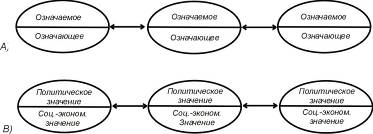 Означаемое Означаемое Означаемое
Означающее Означающее Означающее
А,
Политическое Политическое Политическое
значение значение значение
Соц.-эконом. Соц.-эконом. Соц.-эконом.
значение Значение значение
В)